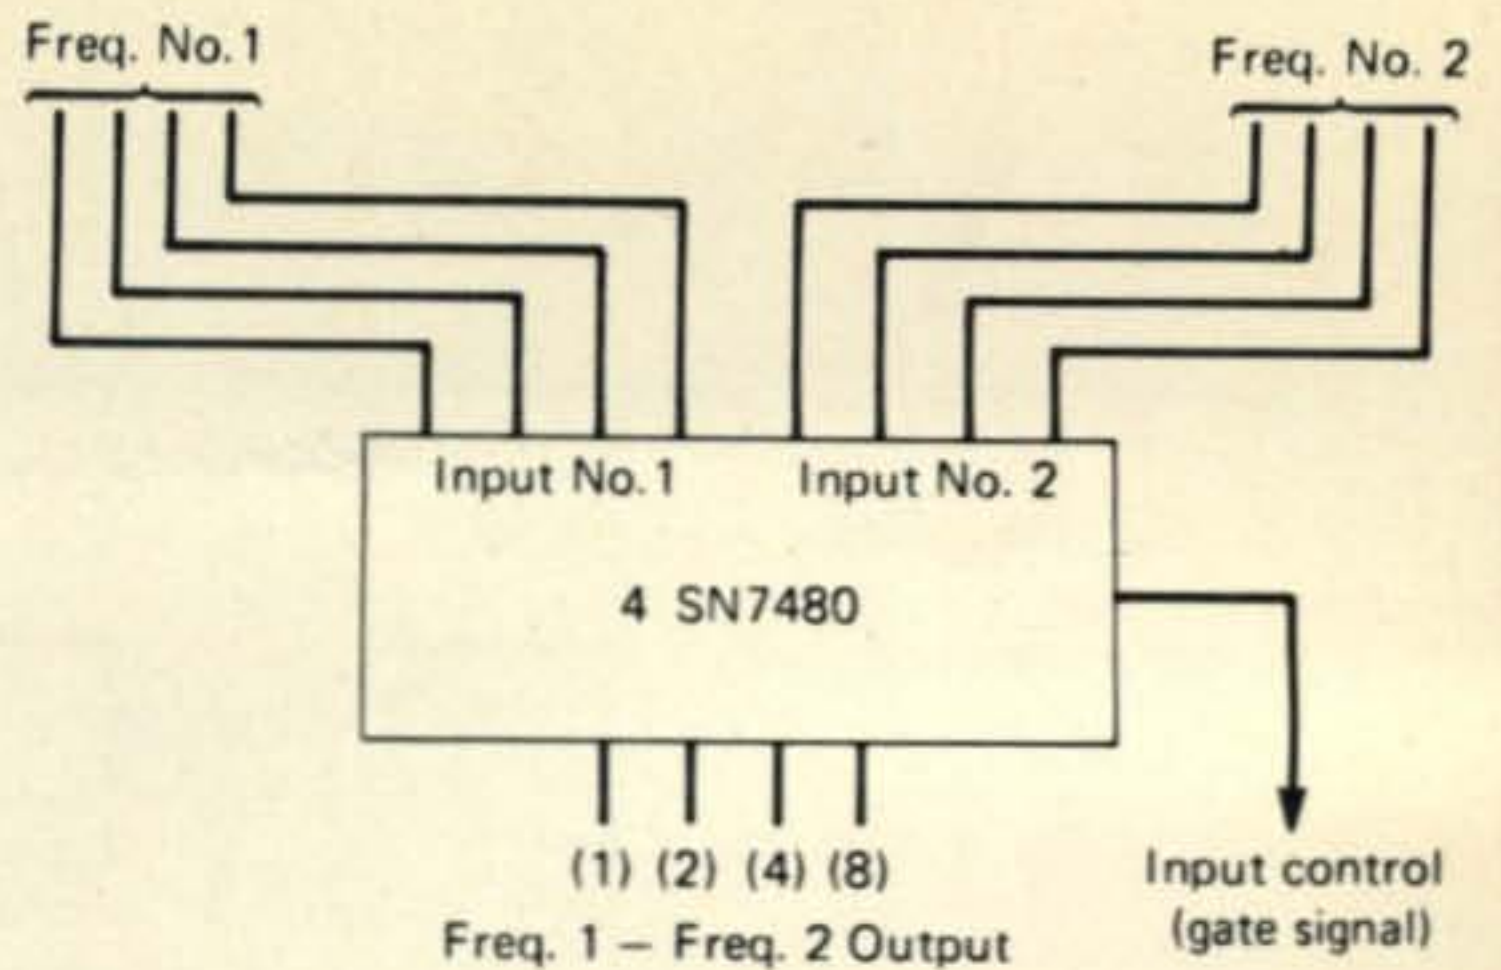 Freq. No. 1
Freq. No. 2
Input No. 1
Input No. 2
4 SN7480
(1) (2) (4) (8)
Freq. 1 – Freq. 2 Output
Input control
(gate signal)